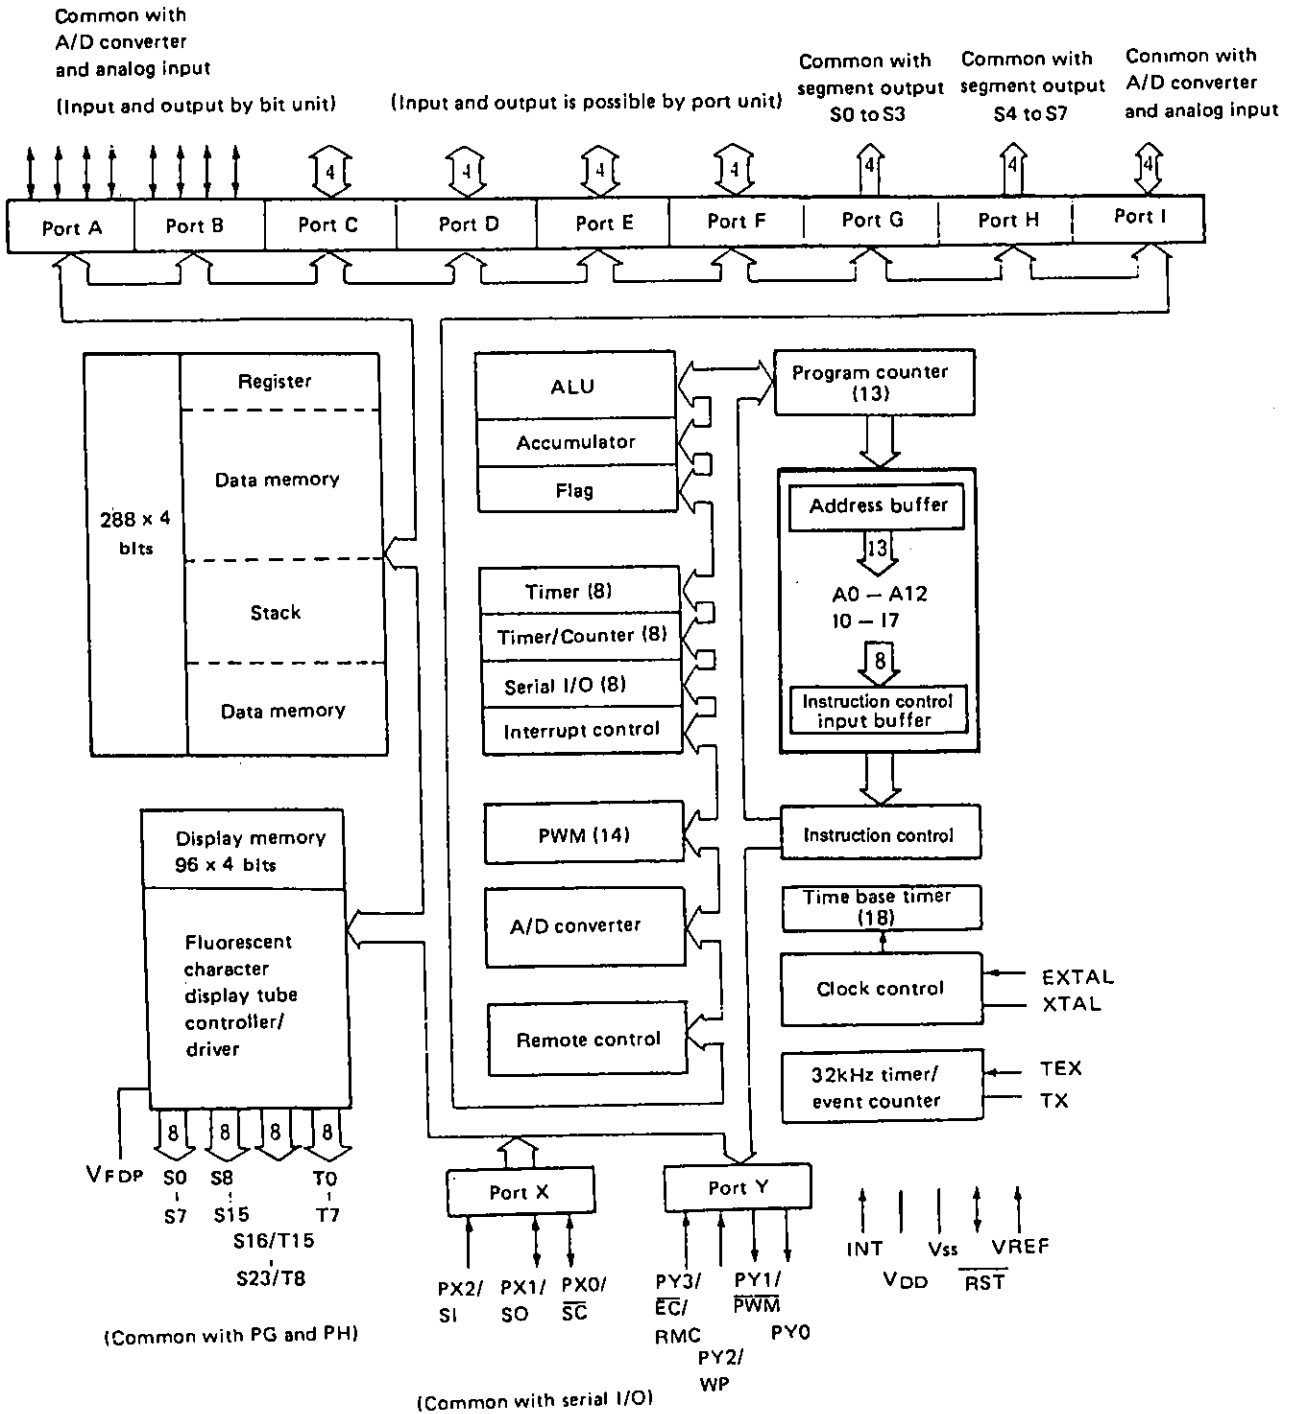 Common with
A/D converter
and analog input
(Input and output by bit unit)
(Input and output is possible by port unit)
Common with
segment output
S0 to S3
Common with
segment output
S4 to S7
Common with
A/D converter
and analog input
4
4
4
4
4
4
4
Port A
Port B
Port C
Port D
Port E
Port F
Port G
Port H
Port I
288 x 4
bits
Register
Data memory
Stack
Data memory
ALU
Accumulator
Flag
Timer (8)
Timer/Counter (8)
Serial I/O (8)
Interrupt control
PWM (14)
A/D converter
Remote control
Program counter
(13)
Address buffer
13
A0 – A12
I0 – I7
8
Instruction control
input buffer
Instruction control
Time base timer
(18)
Clock control
EXTAL
XTAL
32kHz timer/
event counter
TEX
TX
Display memory
96 x 4 bits
Fluorescent
character
display tube
controller/
driver
8
8
8
8
VFDP
S0
S7
S8
S15
T0
T7
S16/T15
S23/T8
(Common with PG and PH)
Port X
Port Y
PX2/
SI
PX1/
SO
PX0/
SC
PY3/
EC/
RMC
PY2/
WP
PY1/
PWM
PY0
INT
VDD
Vss
RST
VREF
(Common with serial I/O)